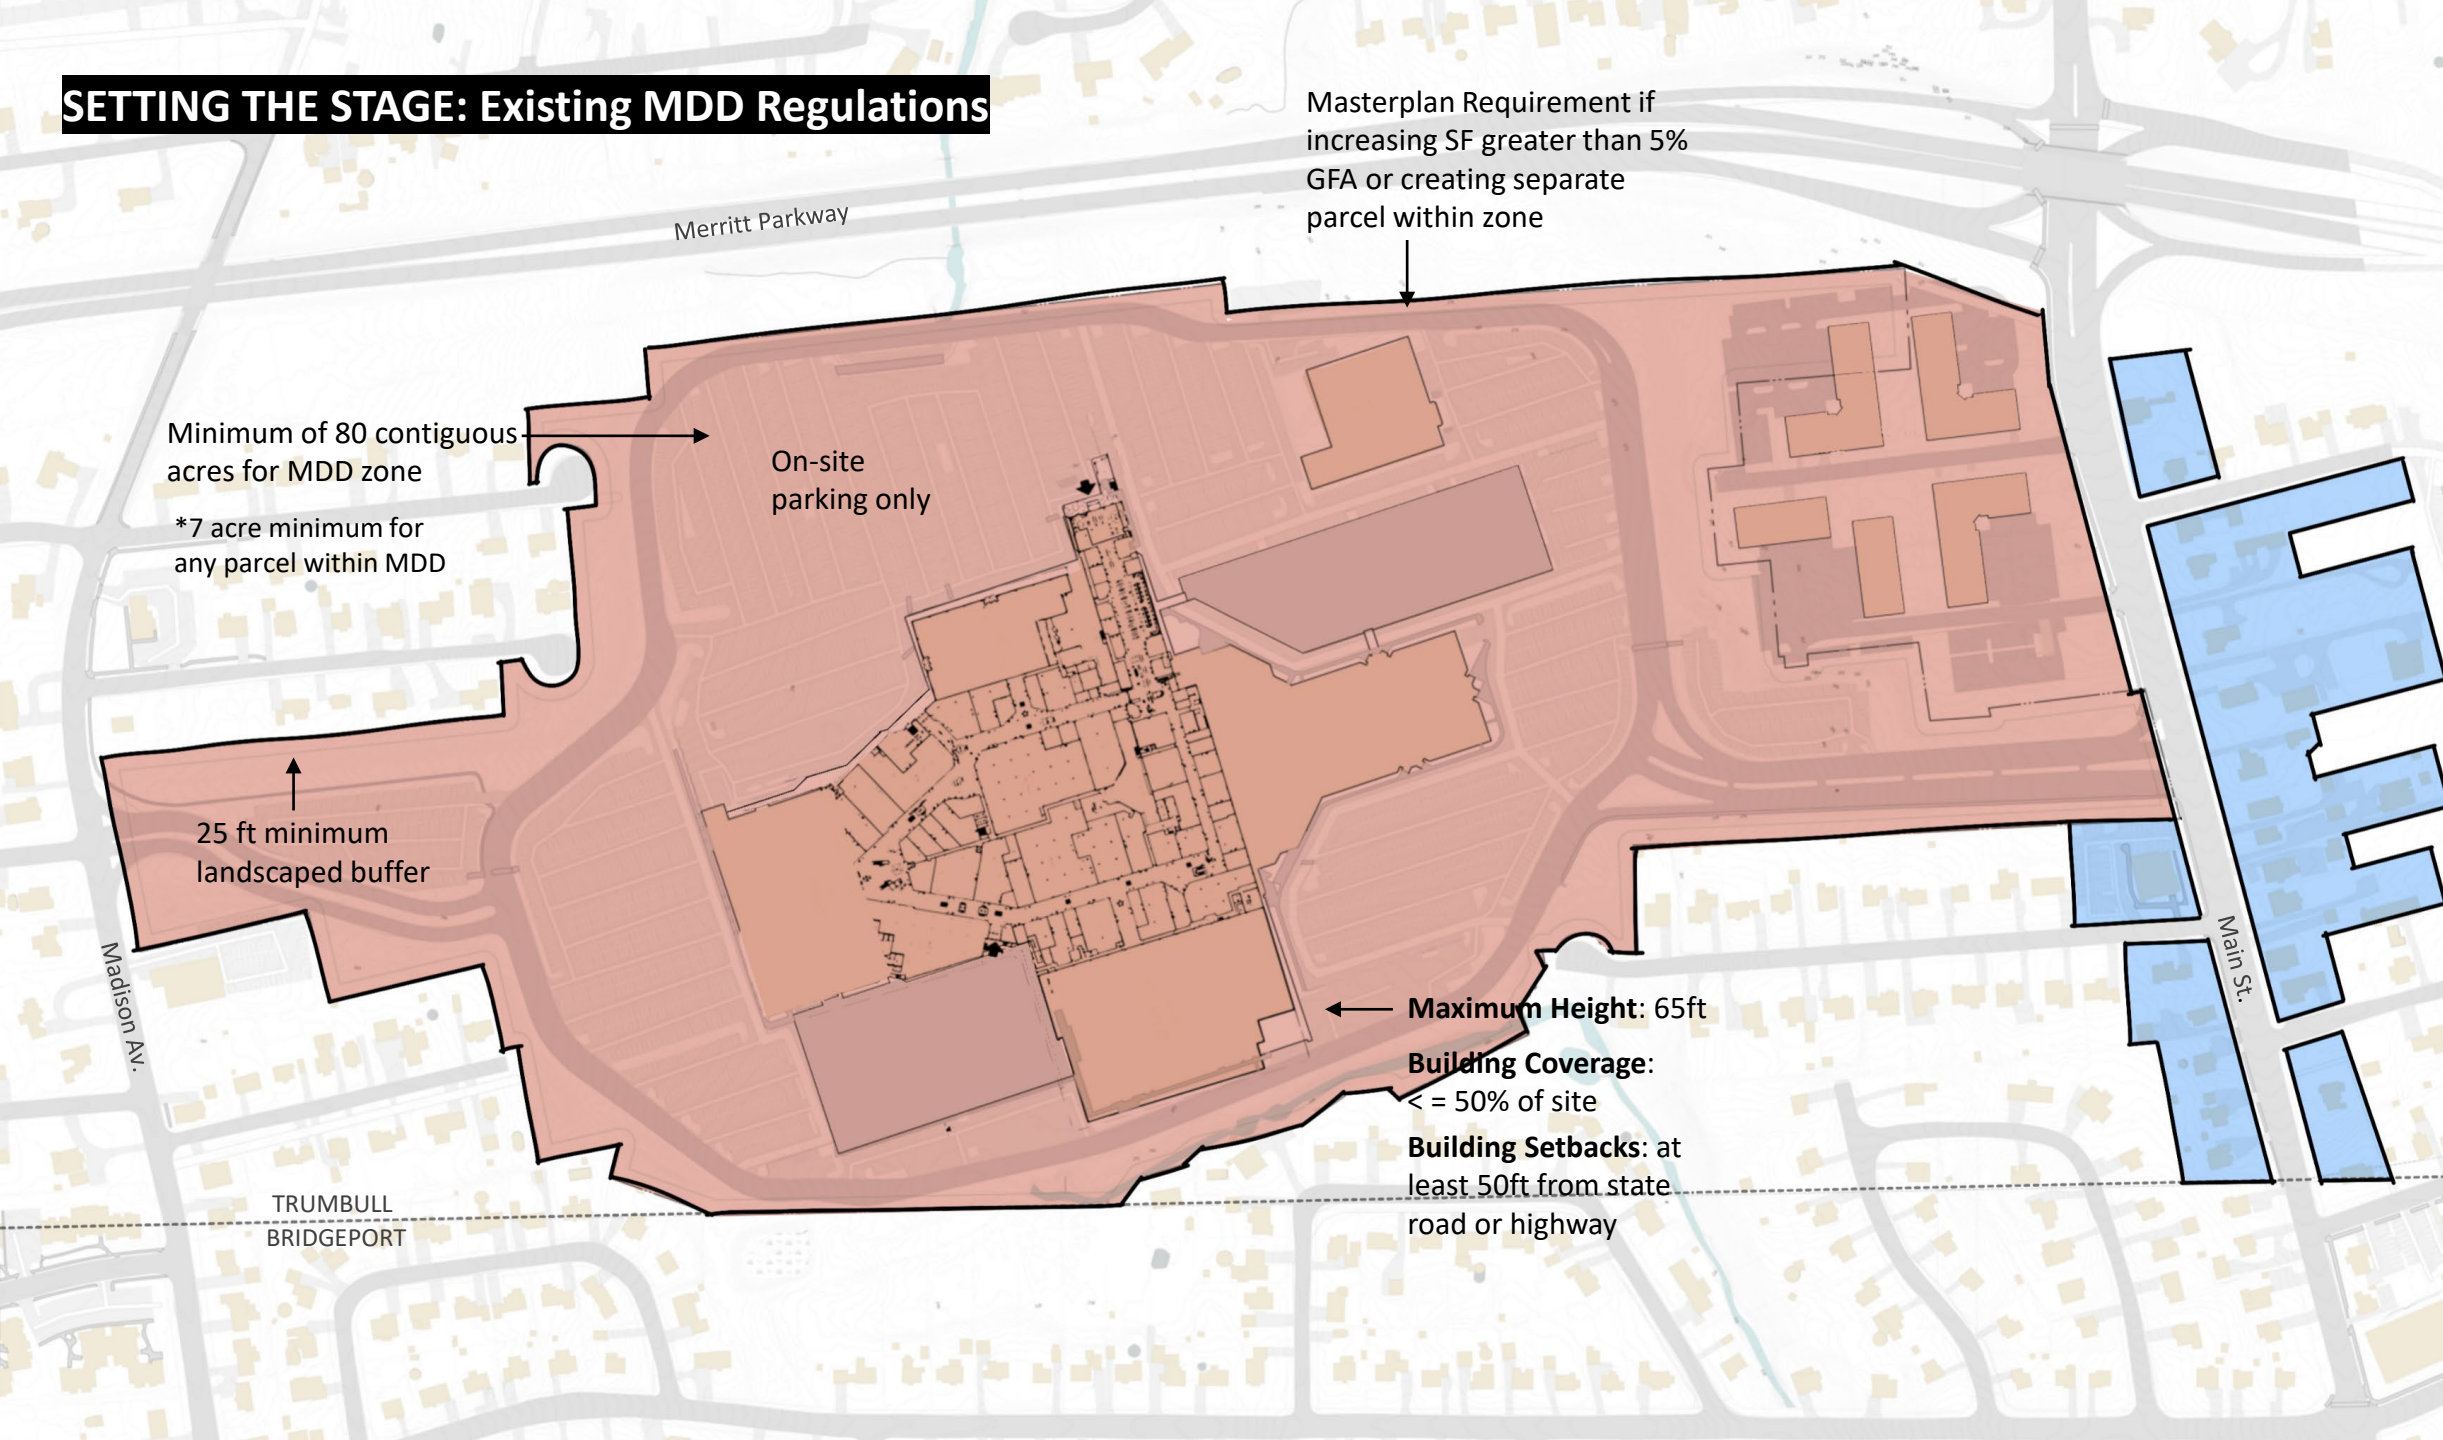 SETTING THE STAGE: Existing MDD Regulations
Masterplan Requirement if
increasing SF greater than 5%
GFA or creating separate
parcel within zone
Merritt Parkway
Minimum of 80 contiguous
acres for MDD zone
*7 acre minimum for
any parcel within MDD
On-site
parking only
25 ft minimum
landscaped buffer
Madison Av.
Main St.
Maximum Height: 65ft
Building Coverage:
< = 50% of site
Building Setbacks: at
least 50ft from state
road or highway
TRUMBULL
BRIDGEPORT